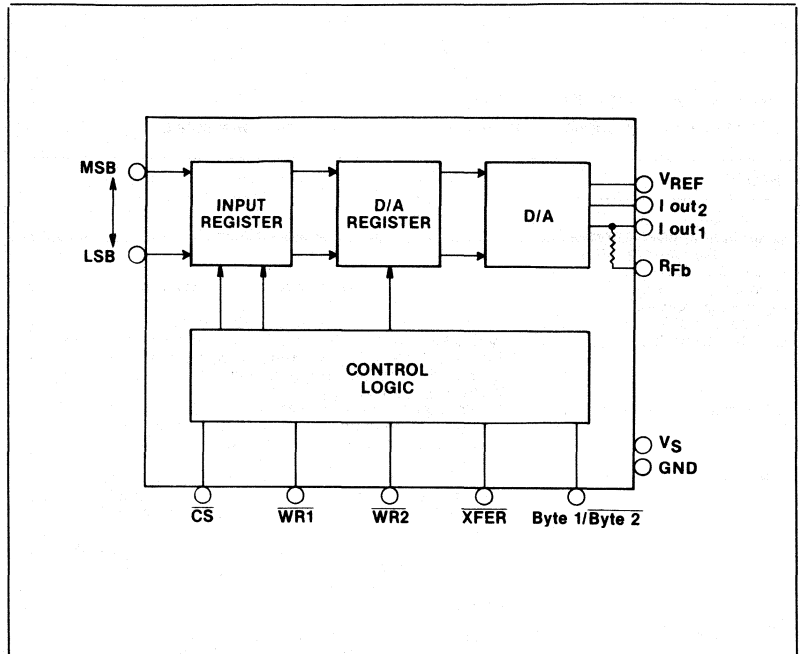 MSB
LSB
INPUT
REGISTER
D/A
REGISTER
D/A
VREF
I out2
I out1
RFb
CONTROL
LOGIC
VS
GND
CS
WR1
WR2
XFER
Byte 1/Byte 2